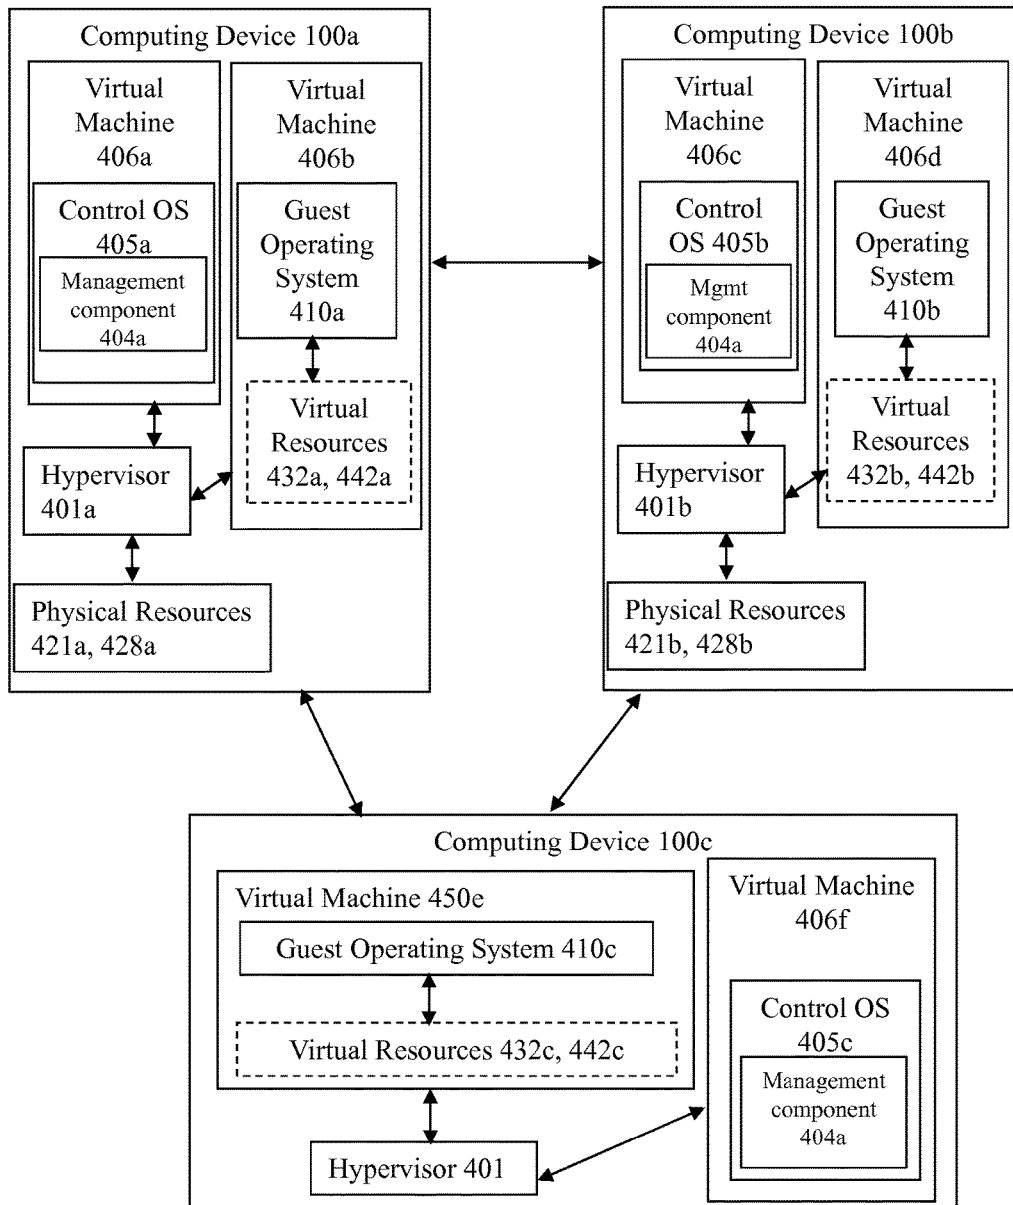 Computing Device 100a
Virtual
Machine
406a
Control OS
405a
Management
component
404a
Virtual
Machine
406b
Guest
Operating
System
410a
Virtual
Resources
432a, 442a
Hypervisor
401a
Physical Resources
421a, 428a
Computing Device 100b
Virtual
Machine
406c
Control
OS 405b
Mgmt
component
404a
Virtual
Machine
406d
Guest
Operating
System
410b
Virtual
Resources
432b, 442b
Hypervisor
401b
Physical Resources
421b, 428b
Computing Device 100c
Virtual Machine 450e
Guest Operating System 410c
Virtual Resources 432c, 442c
Hypervisor 401
Virtual Machine
406f
Control OS
405c
Management
component
404a